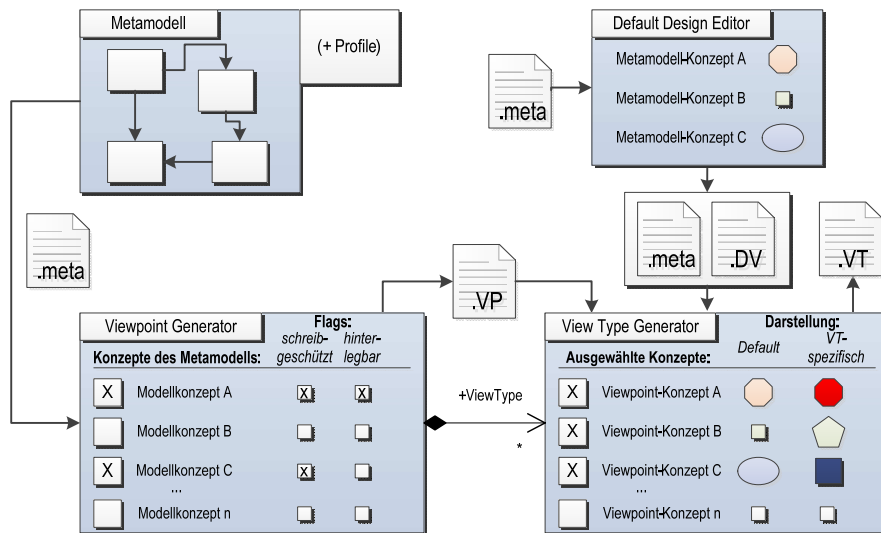 Metamodell
(+ Profile)
Default Design Editor
Metamodell-Konzept A
Metamodell-Konzept B
Metamodell-Konzept C
.meta
.meta
.meta
.DV
.VT
.VP
Viewpoint Generator
Flags:
schreib-
geschützt
hinter-
legbar
Konzepte des Metamodells:
X Modellkonzept A X X
Modellkonzept B
X Modellkonzept C X
...
Modellkonzept n
+ViewType
*
View Type Generator
Darstellung:
Default
VT-
spezifisch
Ausgewählte Konzepte:
X Viewpoint-Konzept A
X Viewpoint-Konzept B
X Viewpoint-Konzept C
...
Viewpoint-Konzept n